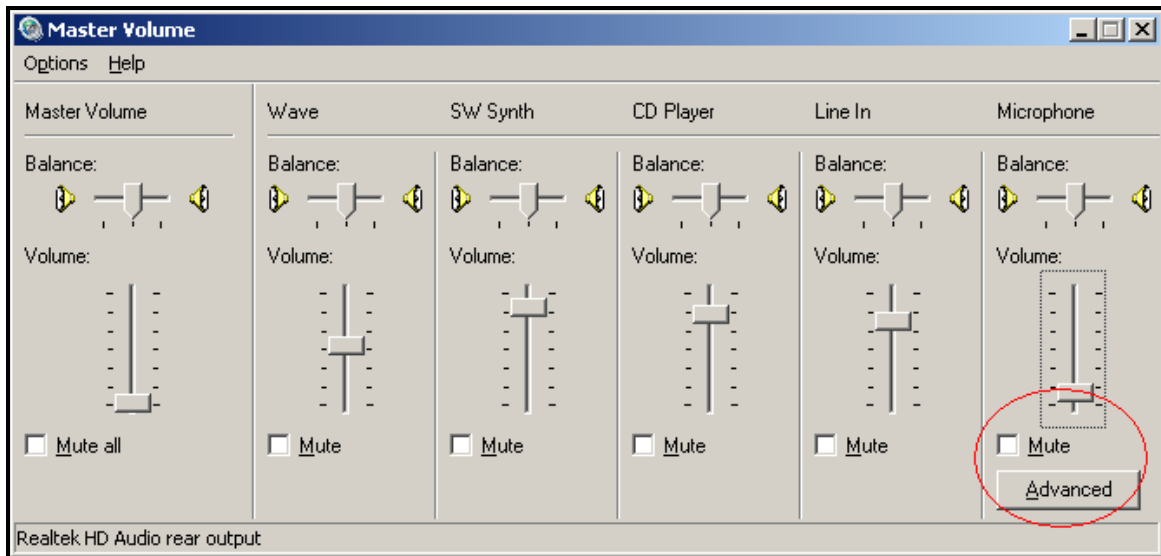 Master Volume
Options Help
Master Volume Wave SW Synth CD Player Line In Microphone
Balance: Balance: Balance: Balance: Balance: Balance:
Volume: Volume: Volume: Volume: Volume: Volume:
Mute all Mute Mute Mute Mute Mute
Advanced
Realtek HD Audio rear output